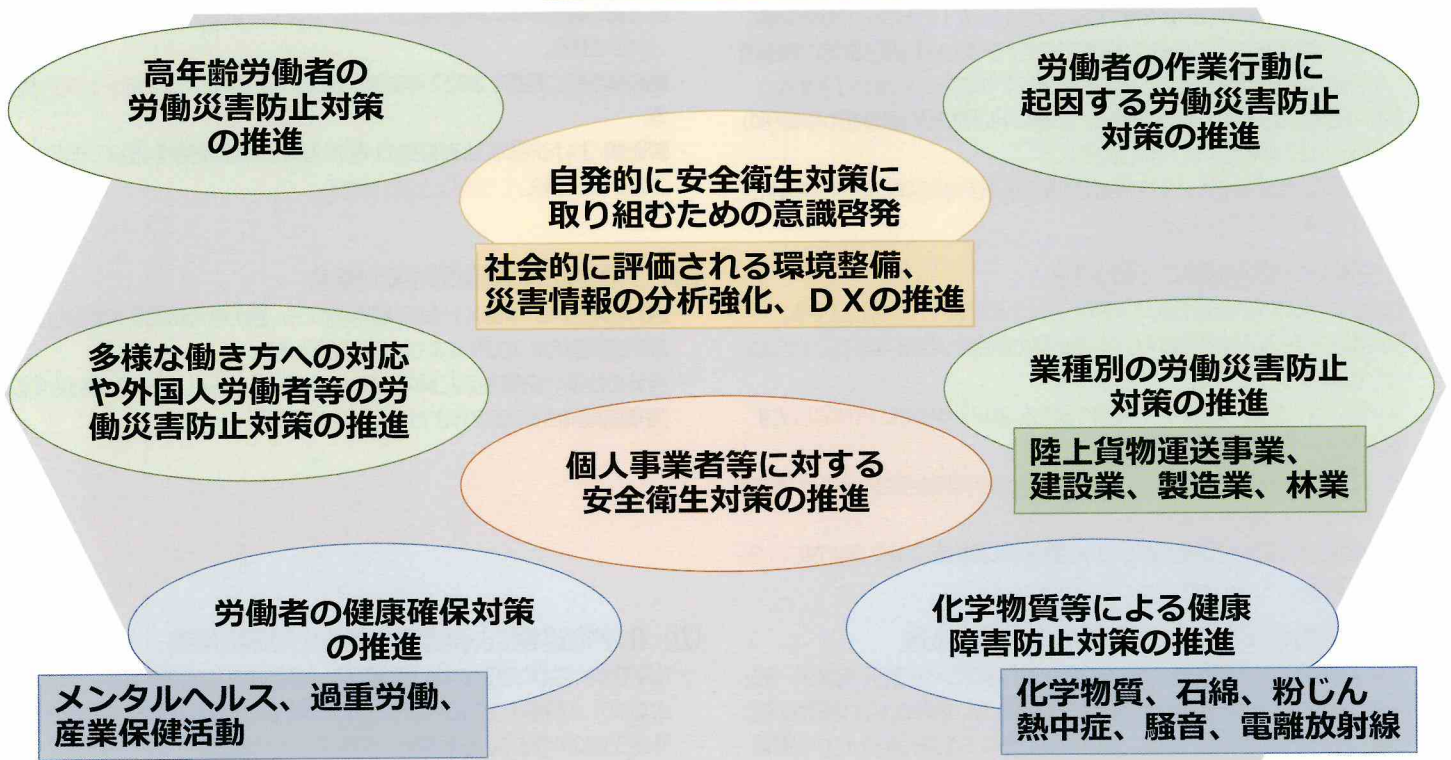 高年齢労働者の
労働災害防止対策
の推進
労働者の作業行動に
起因する労働災害防止
対策の推進
自発的に安全衛生対策に
取り組むための意識啓発
社会的に評価される環境整備、
災害情報の分析強化、ＤＸの推進
多様な働き方への対応
や外国人労働者等の労
働災害防止対策の推進
業種別の労働災害防止
対策の推進
陸上貨物運送事業、
建設業、製造業、林業
個人事業者等に対する
安全衛生対策の推進
労働者の健康確保対策
の推進
メンタルヘルス、過重労働、
産業保健活動
化学物質等による健康
障害防止対策の推進
化学物質、石綿、粉じん
熱中症、騒音、電離放射線